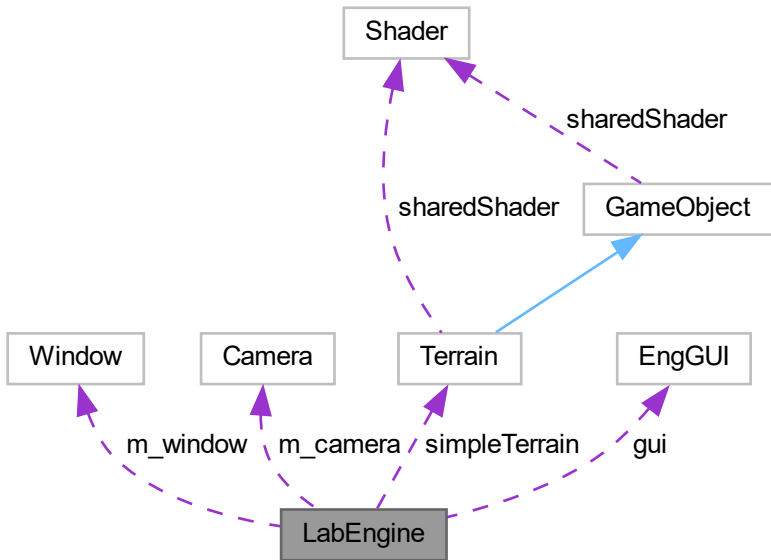 Shader
sharedShader
GameObject
sharedShader
Window
Camera
Terrain
EngGUI
m_window
m_camera
simpleTerrain
gui
LabEngine